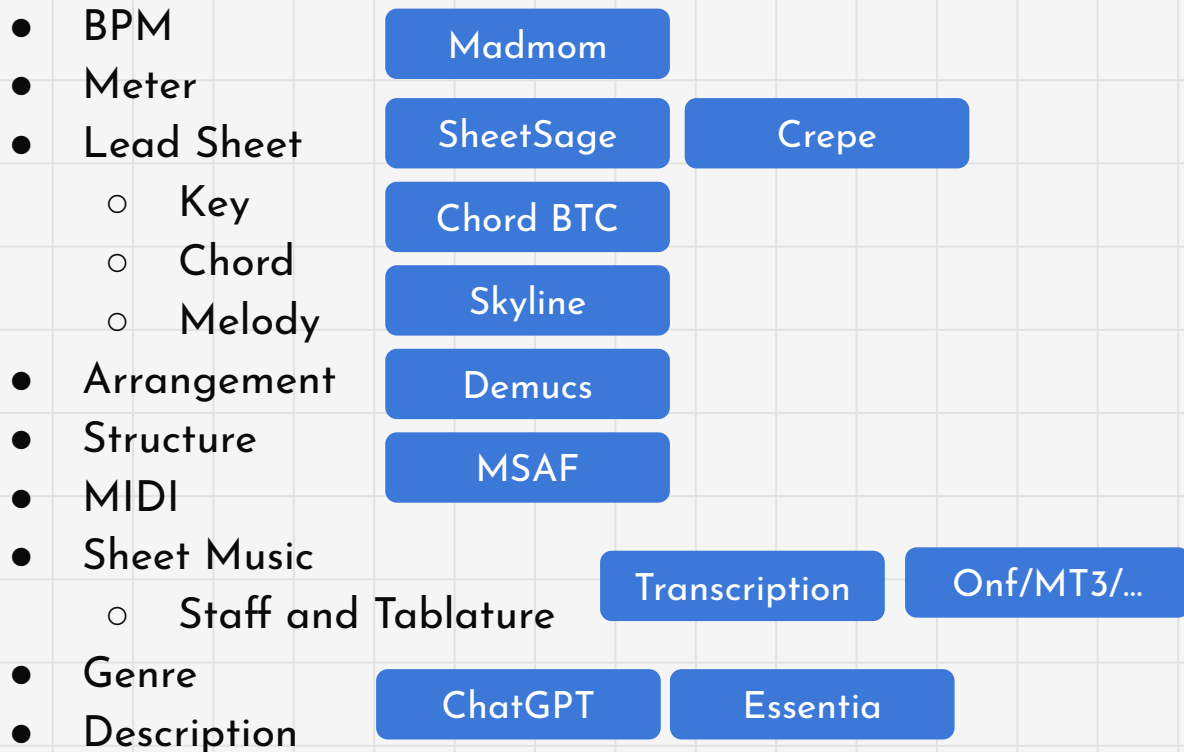 ● BPM
● Meter
● Lead Sheet
○ Key
○ Chord
○ Melody
● Arrangement
● Structure
● MIDI
● Sheet Music
○ Staff and Tablature
● Genre
● Description
Madmom
SheetSage
Crepe
Chord BTC
Skyline
Demucs
MSAF
Transcription
Onf/MT3/...
ChatGPT
Essentia